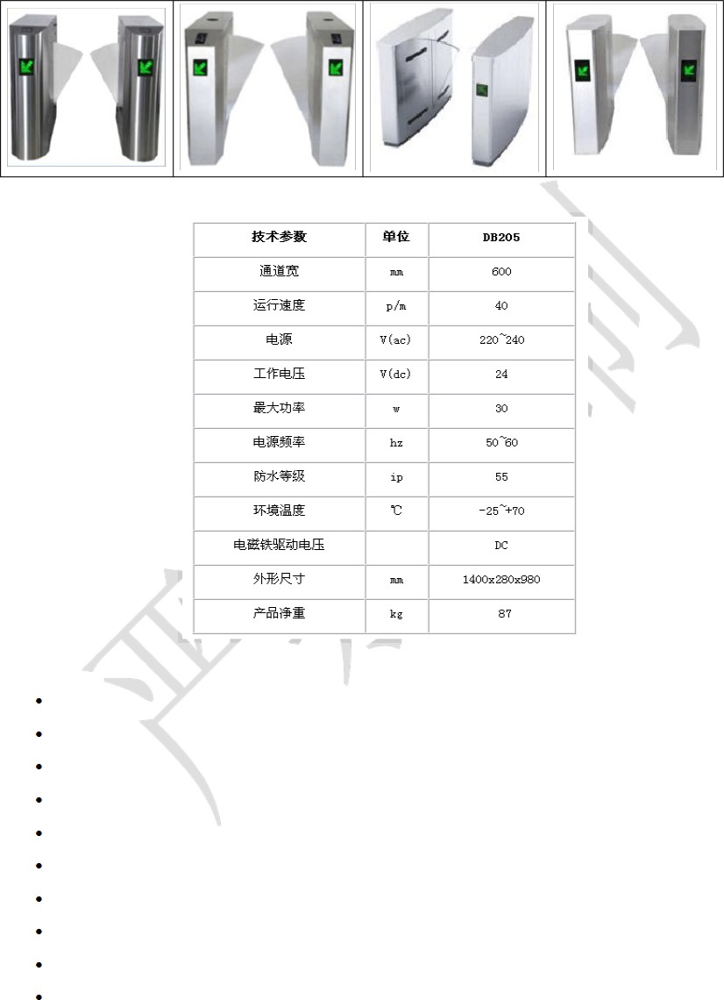 技术参数 单位 DB205
通道宽 mm 600
运行速度 p/m 40
电源 V(ac) 220~240
工作电压 V(dc) 24
最大功率 w 30
电源频率 hz 50~60
防水等级 ip 55
环境温度 ℃ -25~+70
电磁铁驱动电压 DC
外形尺寸 mm 1400x280x980
产品净重 kg 87